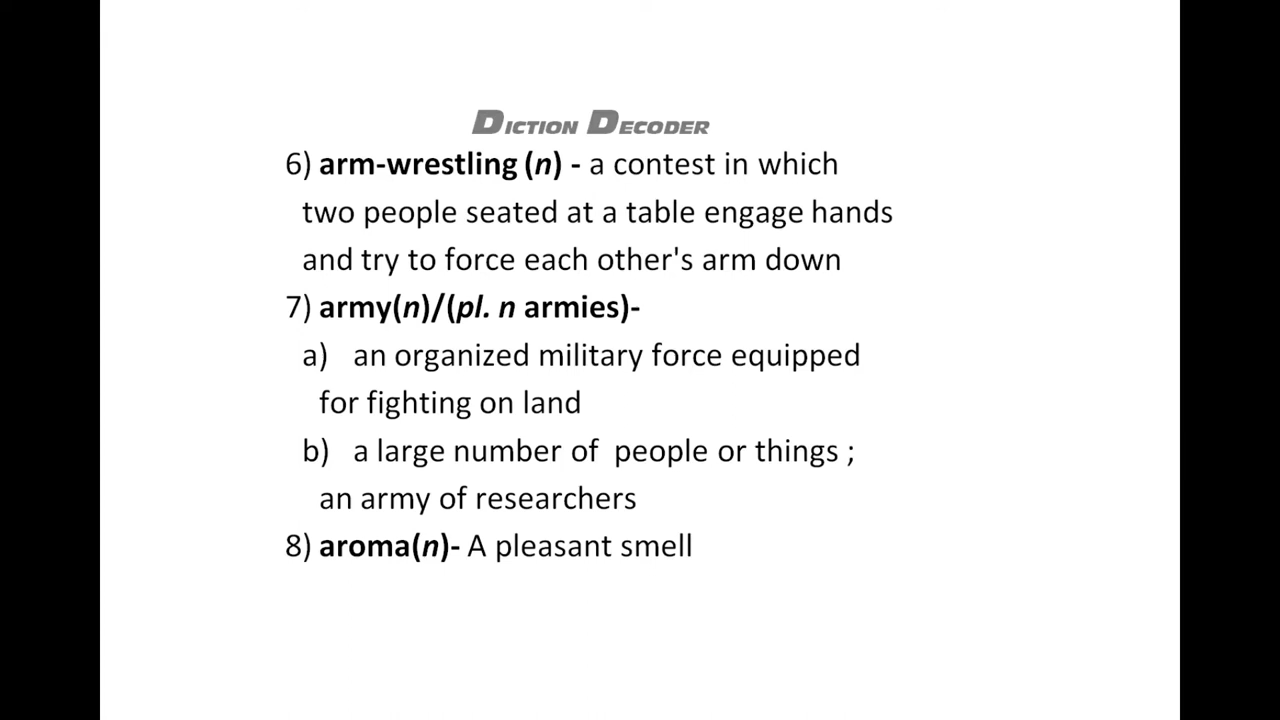 DICTION DECODER
6) arm-wrestling (n) - a contest in which
two people seated at a table engage hands
and try to force each other's arm down
7) army(n)/(pl. n armies)-
a) an organized military force equipped
for fighting on land
b) a large number of people or things ;
an army of researchers
8) aroma(n)- A pleasant smell